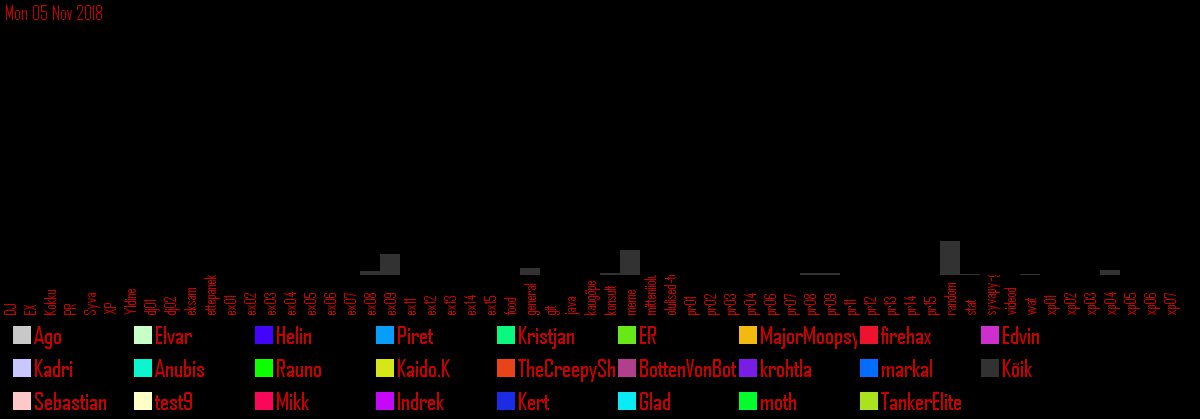 Mon 05 Nov 2018
DJ EX Kokku PR Syva XP Yldine dj01 dj02 eksam ettepanek ex01 ex02 ex03 ex04 ex05 ex06 ex07 ex08 ex09 ex11 ex12 ex13 ex14 ex15 food general git java kaugõpe konsult meme mitteniioluline olulised-t pr01 pr02 pr03 pr04 pr06 pr07 pr08 pr09 pr11 pr12 pr13 pr14 pr15 random stat videod wat xp01 xp02 xp03 xp04 xp05 xp06 xp07
Ago Elvar Helin Piret Kristjan ER MajorMoopsy firehax Edvin
Kadri Anubis Rauno Kaido.K TheCreepySh BottenVonBot krohtla markal Kõik
Sebastian test9 Mikk Indrek Kert Glad moth TankerElite